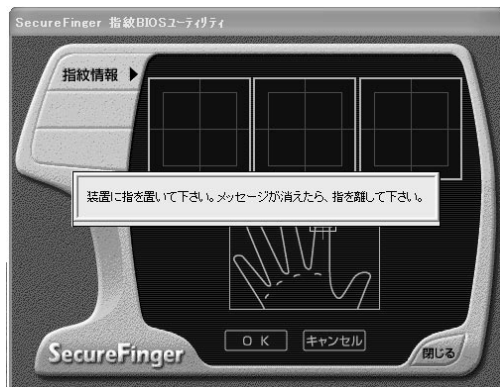 SecureFinger 指紋BIOSユーティリティ
指紋情報
装置に指を置いて下さい。メッセージが消えたら、指を離して下さい。
OK
キャンセル
SecureFinger
閉じる